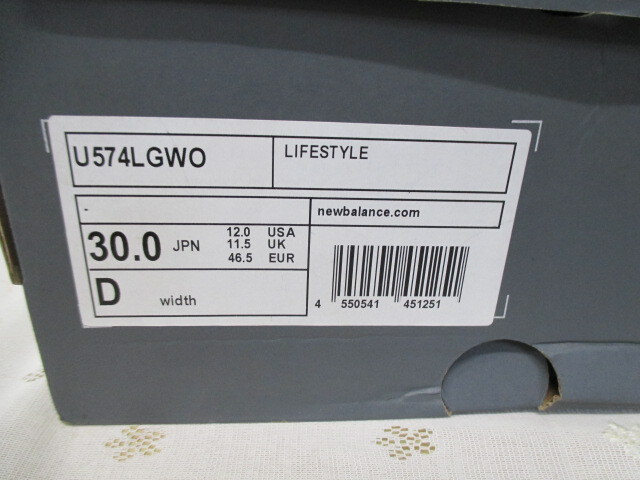 U574LGWO
LIFESTYLE
-
newbalance.com
30.0 JPN
12.0 USA
11.5 UK
46.5 EUR
D width
4 550541 451251